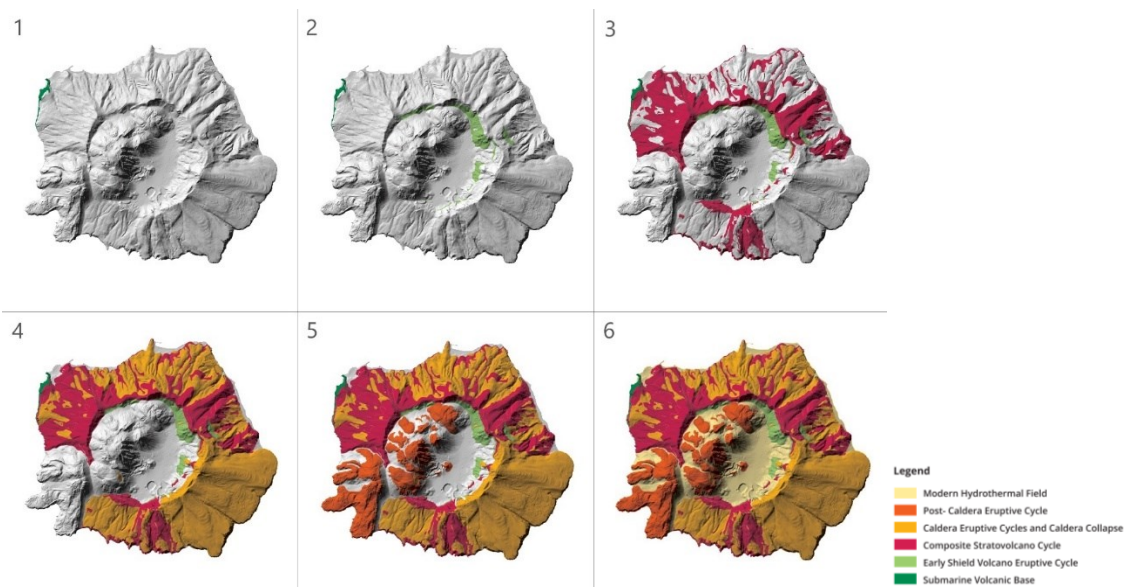 1
2
3
4
5
6
Legend
Modern Hydrothermal Field
Post- Caldera Eruptive Cycle
Caldera Eruptive Cycles and Caldera Collapse
Composite Stratovolcano Cycle
Early Shield Volcano Eruptive Cycle
Submarine Volcanic Base